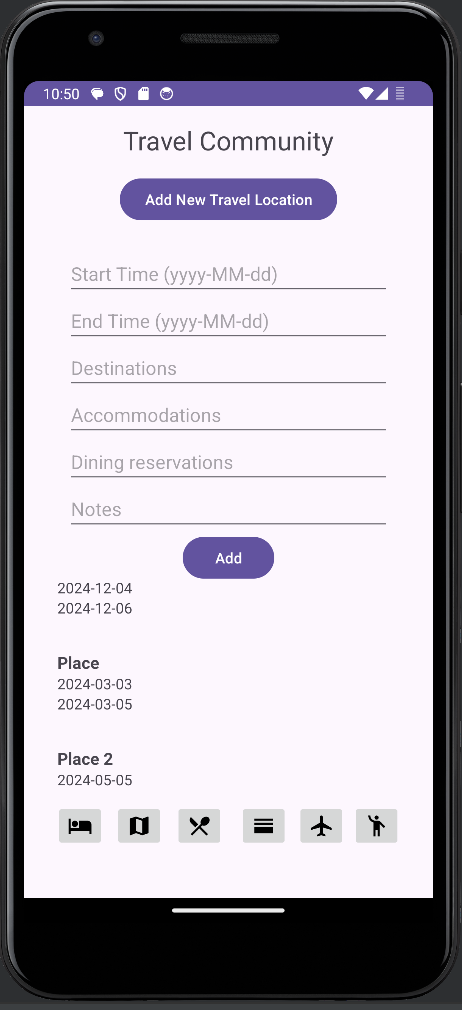 10:50
Travel Community
Add New Travel Location
Start Time (yyyy-MM-dd)
End Time (yyyy-MM-dd)
Destinations
Accommodations
Dining reservations
Notes
Add
2024-12-04
2024-12-06
Place
2024-03-03
2024-03-05
Place 2
2024-05-05